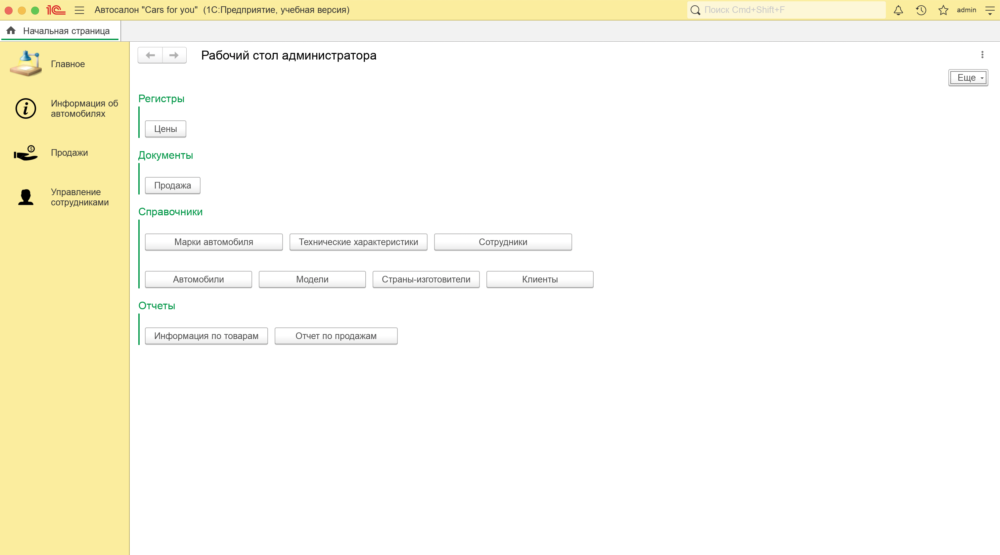 1С Автосалон "Cars for you" (1С:Предприятие, учебная версия) Поиск Cmd+Shift+F admin
Начальная страница
Главное
Информация об
автомобилях
Продажи
Управление
сотрудниками
Рабочий стол администратора
Еще
Регистры
Цены
Документы
Продажа
Справочники
Марки автомобиля Технические характеристики Сотрудники
Автомобили Модели Страны-изготовители Клиенты
Отчеты
Информация по товарам Отчет по продажам